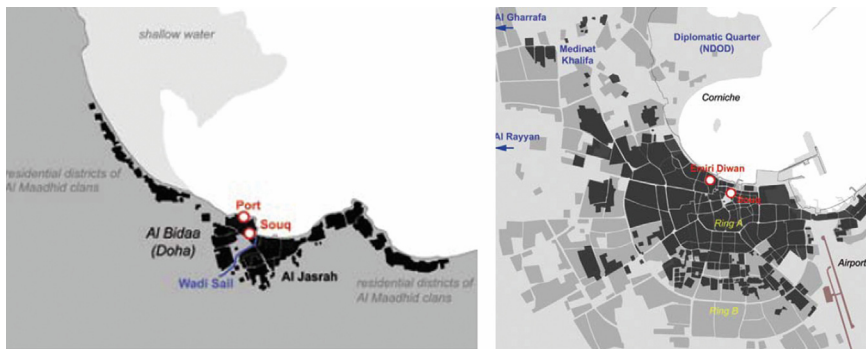 shallow water
residential districts of
Al Maadhid clans
Port
Souq
Al Bidaa
(Doha)
Wadi Sail
Al Jasrah
residential districts of
Al Maadhid clans
Al Gharrafa
Medinat
Khalifa
Diplomatic Quarter
(NDOD)
Corniche
Al Rayyan
Emiri Diwan
Ring A
Airport
Ring B